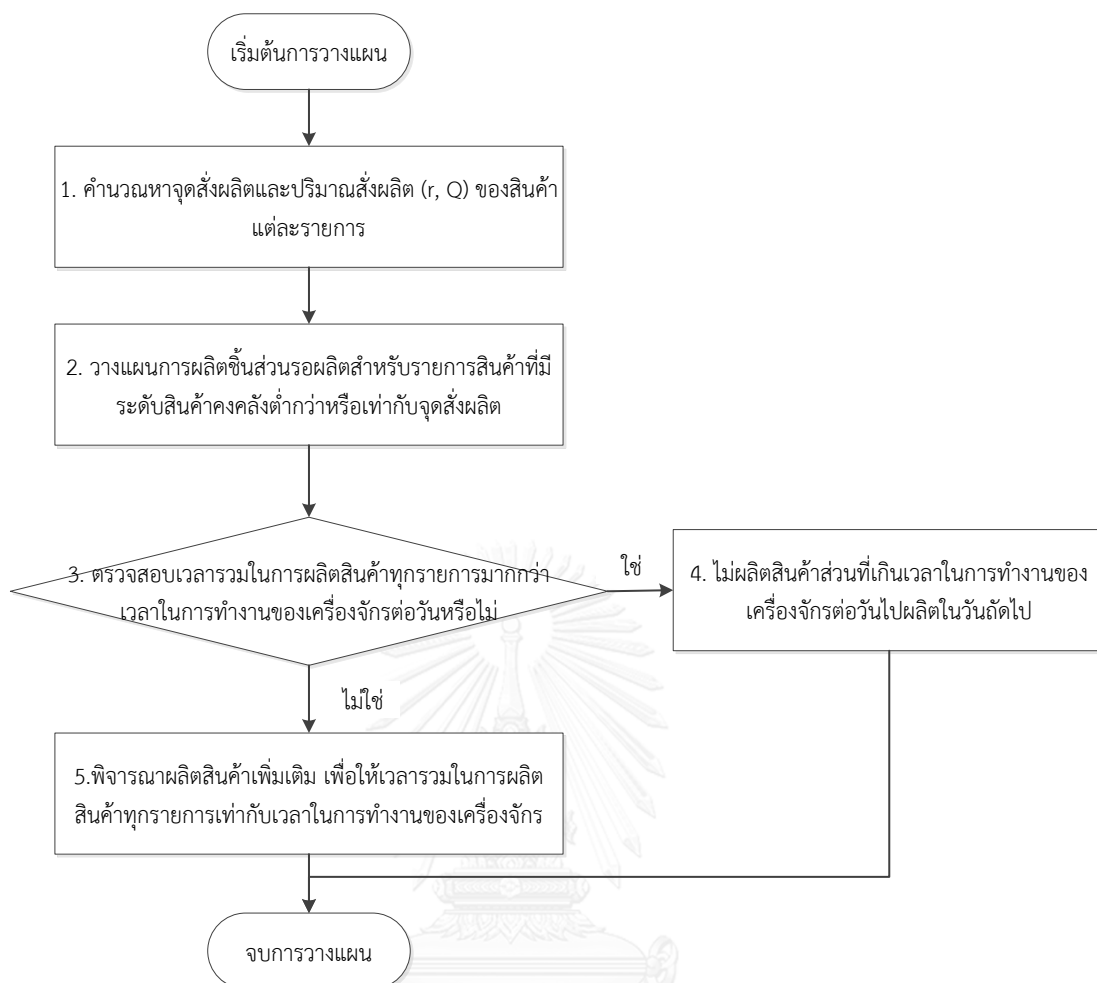 เริ่มต้นการวางแผน
1. คำนวณหาจุดสั่งผลิตและปริมาณสั่งผลิต (r, Q) ของสินค้า
แต่ละรายการ
2. วางแผนการผลิตชิ้นส่วนรอผลิตสำหรับรายการสินค้าที่มี
ระดับสินค้าคงคลังต่ำกว่าหรือเท่ากับจุดสั่งผลิต
3. ตรวจสอบเวลารวมในการผลิตสินค้าทุกรายการมากกว่า
เวลาในการทำงานของเครื่องจักรต่อวันหรือไม่
ใช่
4. ไม่ผลิตสินค้าส่วนที่เกินเวลาในการทำงานของ
เครื่องจักรต่อวันไปผลิตในวันถัดไป
ไม่ใช่
5.พิจารณาผลิตสินค้าเพิ่มเติม เพื่อให้เวลารวมในการผลิต
สินค้าทุกรายการเท่ากับเวลาในการทำงานของเครื่องจักร
จบการวางแผน